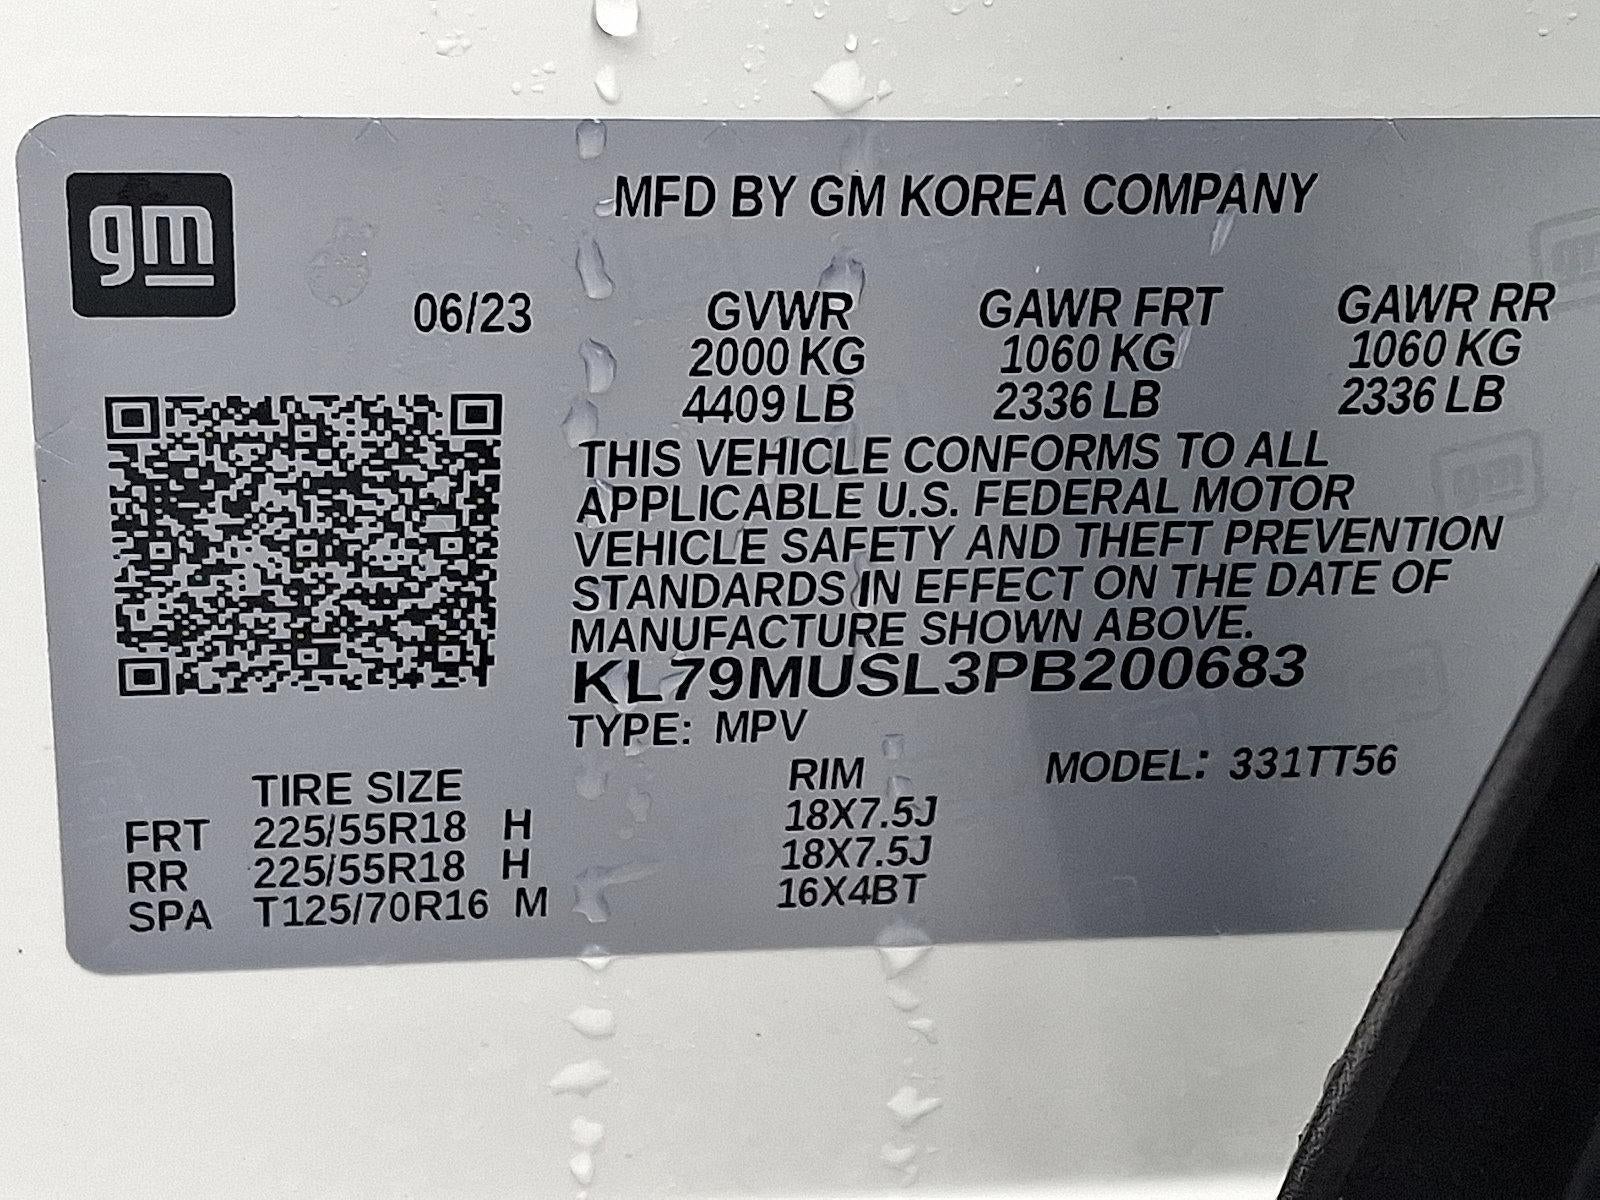 gm
MFD BY GM KOREA COMPANY
06/23
GVWR GAWR FRT GAWR RR
2000 KG 1060 KG 1060 KG
4409 LB 2336 LB 2336 LB
THIS VEHICLE CONFORMS TO ALL
APPLICABLE U.S. FEDERAL MOTOR
VEHICLE SAFETY AND THEFT PREVENTION
STANDARDS IN EFFECT ON THE DATE OF
MANUFACTURE SHOWN ABOVE.
KL79MUSL3PB200683
TYPE: MPV
MODEL: 331TT56
TIRE SIZE RIM
FRT 225/55R18 H 18X7.5J
RR 225/55R18 H 18X7.5J
SPA T125/70R16 M 16X4BT